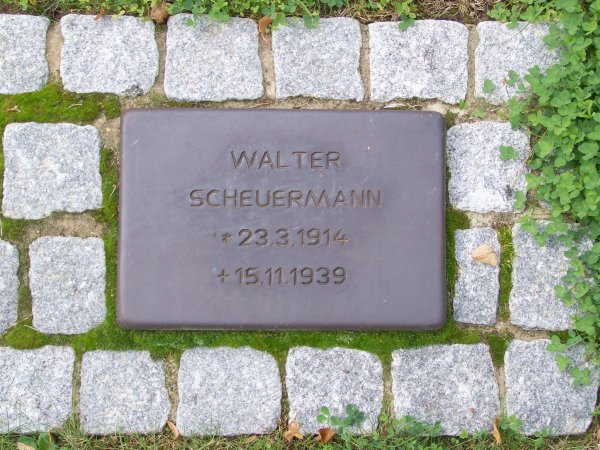 WALTER
SCHEUERMANN
* 23.3.1914
+ 15.11.1939